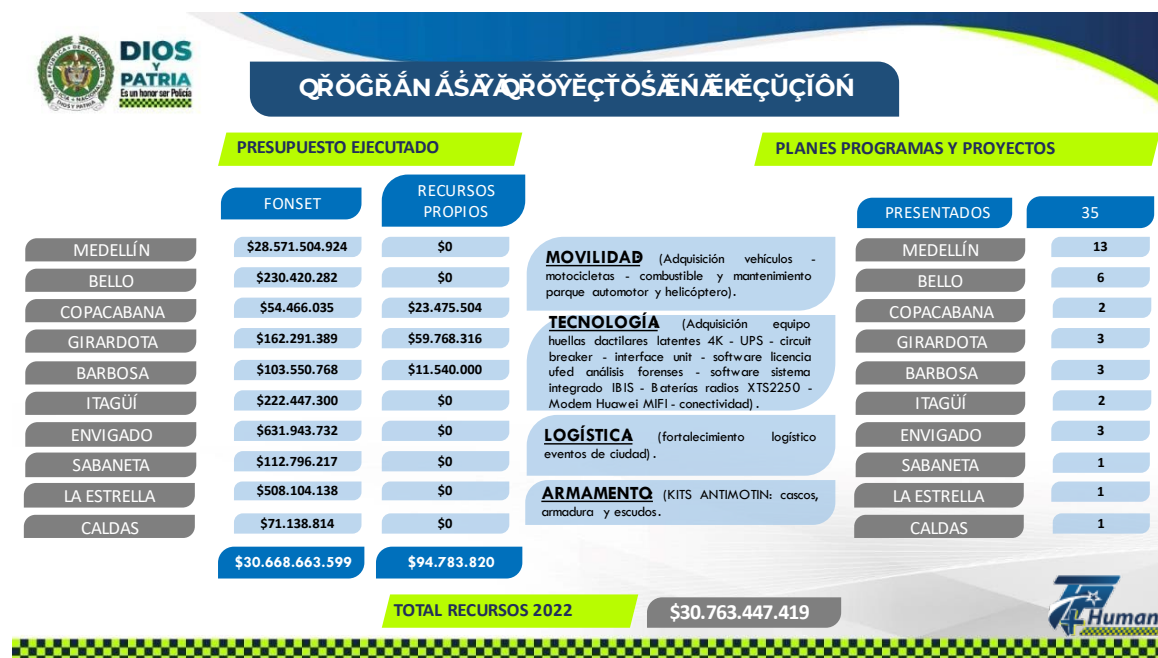 DIOS
Y
PATRIA
Es un honor ser Policía
PRESUPUESTO EJECUTADO
PLANES PROGRAMAS Y PROYECTOS
FONSET
RECURSOS
PROPIOS
PRESENTADOS 35
MEDELLÍN $28.571.504.924 $0
BELLO $230.420.282 $0
COPACABANA $54.466.035 $23.475.504
GIRARDOTA $162.291.389 $59.768.316
BARBOSA $103.550.768 $11.540.000
ITAGÜÍ $222.447.300 $0
ENVIGADO $631.943.732 $0
SABANETA $112.796.217 $0
LA ESTRELLA $508.104.138 $0
CALDAS $71.138.814 $0
$30.668.663.599 $94.783.820
MOVILIDAD (Adquisición vehículos -
motocicletas - combustible y mantenimiento
parque automotor y helicóptero).
TECNOLOGÍA (Adquisición equipo
huellas dactilares latentes 4K - UPS - circuit
breaker - interface unit - software licencia
ufed análisis forenses - software sistema
integrado IBIS - Baterías radios XTS2250 -
Modem Huawei MIFI - conectividad).
LOGÍSTICA (fortalecimiento logístico
eventos de ciudad).
ARMAMENTO (KITS ANTIMOTIN: cascos,
armadura y escudos.
MEDELLÍN 13
BELLO 6
COPACABANA 2
GIRARDOTA 3
BARBOSA 3
ITAGÜÍ 2
ENVIGADO 3
SABANETA 1
LA ESTRELLA 1
CALDAS 1
TOTAL RECURSOS 2022 $30.763.447.419
Human